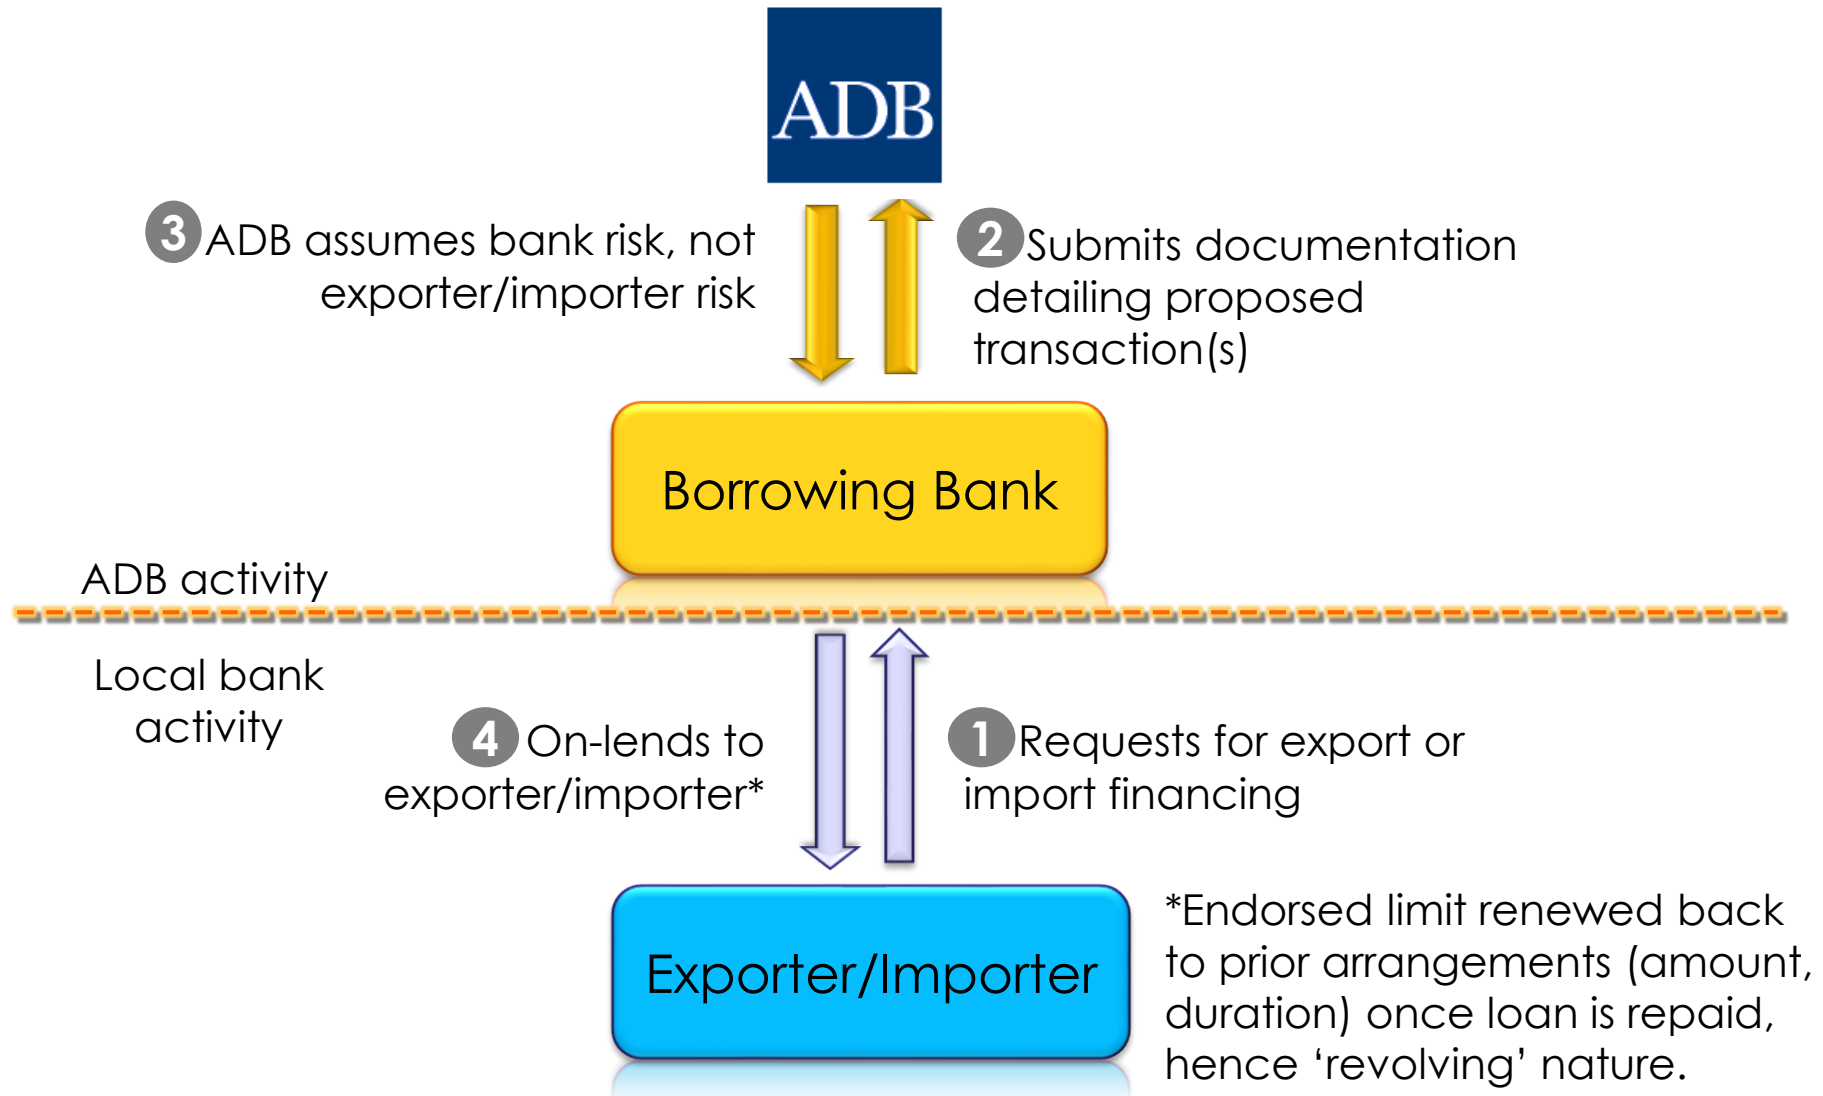 ADB
3 ADB assumes bank risk, not
exporter/importer risk
2 Submits documentation
detailing proposed
transaction(s)
Borrowing Bank
ADB activity
Local bank
activity
4 On-lends to
exporter/importer*
1 Requests for export or
import financing
Exporter/Importer
*Endorsed limit renewed back
to prior arrangements (amount,
duration) once loan is repaid,
hence ‘revolving’ nature.